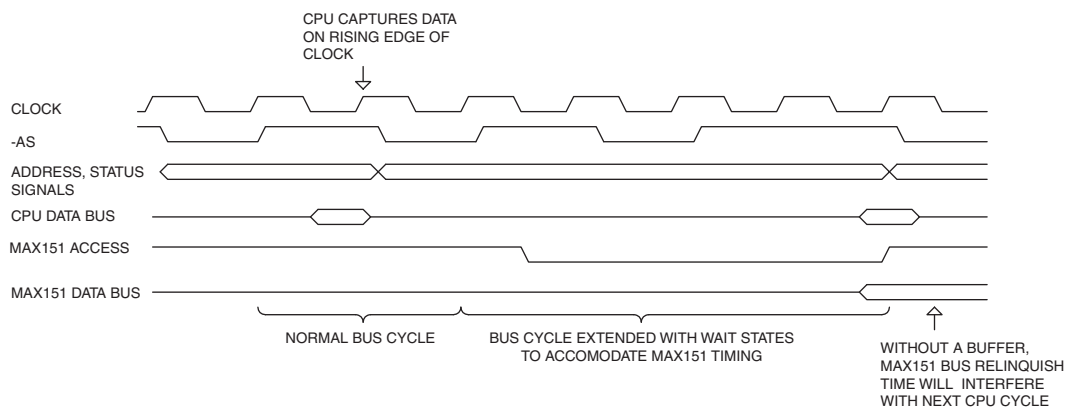 CPU CAPTURES DATA
ON RISING EDGE OF
CLOCK
CLOCK
-AS
ADDRESS, STATUS
SIGNALS
CPU DATA BUS
MAX151 ACCESS
MAX151 DATA BUS
NORMAL BUS CYCLE
BUS CYCLE EXTENDED WITH WAIT STATES
TO ACCOMODATE MAX151 TIMING
WITHOUT A BUFFER,
MAX151 BUS RELINQUISH
TIME WILL INTERFERE
WITH NEXT CPU CYCLE